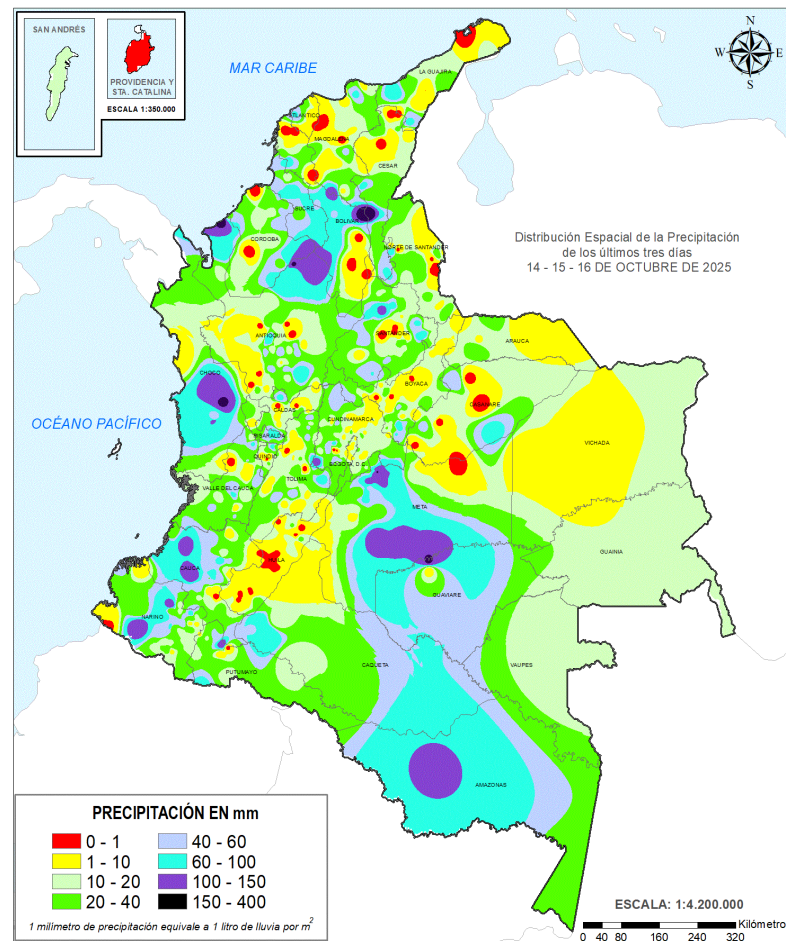 SAN ANDRÉS
PROVIDENCIA Y
STA. CATALINA
ESCALA 1:350.000
MAR CARIBE
N
W
E
S
LA GUAJIRA
ATLANTICO
MAGDALENA
CESAR
SUCRE
BOLIVAR
CORDOBA
NORTE DE SANTANDER
Distribución Espacial de la Precipitación
de los últimos tres días
14 - 15 - 16 DE OCTUBRE DE 2025
ANTIOQUIA
SANTANDER
ARAUCA
CHOCO
BOYACA
CASANARE
CALDAS
CUNDINAMARCA
OCÉANO PACÍFICO
RISARALDA
VICHADA
QUINDIO
BOGOTA, D.C.
TOLIMA
VALLE DEL CAUCA
META
GUAINIA
HUILA
CAUCA
GUAVIARE
NARIÑO
CAQUETA
VAUPES
PUTUMAYO
AMAZONAS
PRECIPITACIÓN EN mm
0 - 1
40 - 60
1 - 10
60 - 100
10 - 20
100 - 150
20 - 40
150 - 400
1 milímetro de precipitación equivale a 1 litro de lluvia por m²
ESCALA: 1:4.200.000
Kilómetro
0 40 80 160 240 320